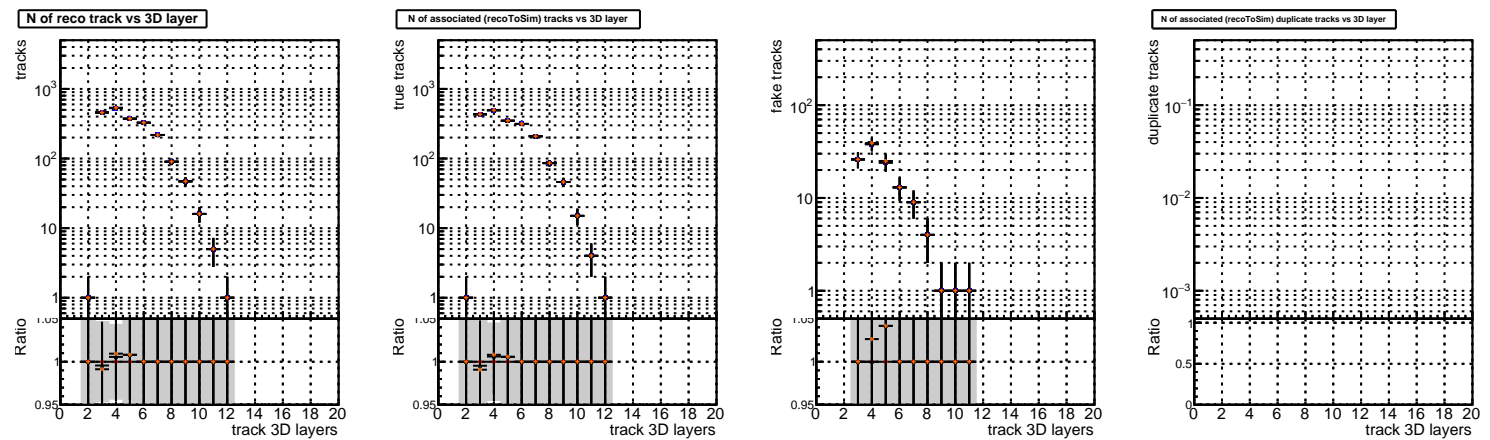 N of reco track vs 3D layer
tracks
10³
10²
10
1
Ratio
1.05
1
0.95
0 2 4 6 8 10 12 14 16 18 20
track 3D layers
N of associated (recoToSim) tracks vs 3D layer
true tracks
10³
10²
10
1
Ratio
1.05
1
0.95
0 2 4 6 8 10 12 14 16 18 20
track 3D layers
fake tracks
10²
10
1
Ratio
1.05
1
0.95
0 2 4 6 8 10 12 14 16 18 20
track 3D layers
N of associated (recoToSim) duplicate tracks vs 3D layer
duplicate tracks
10⁻¹
10⁻²
10⁻³
Ratio
1
0.5
0
0 2 4 6 8 10 12 14 16 18 20
track 3D layers